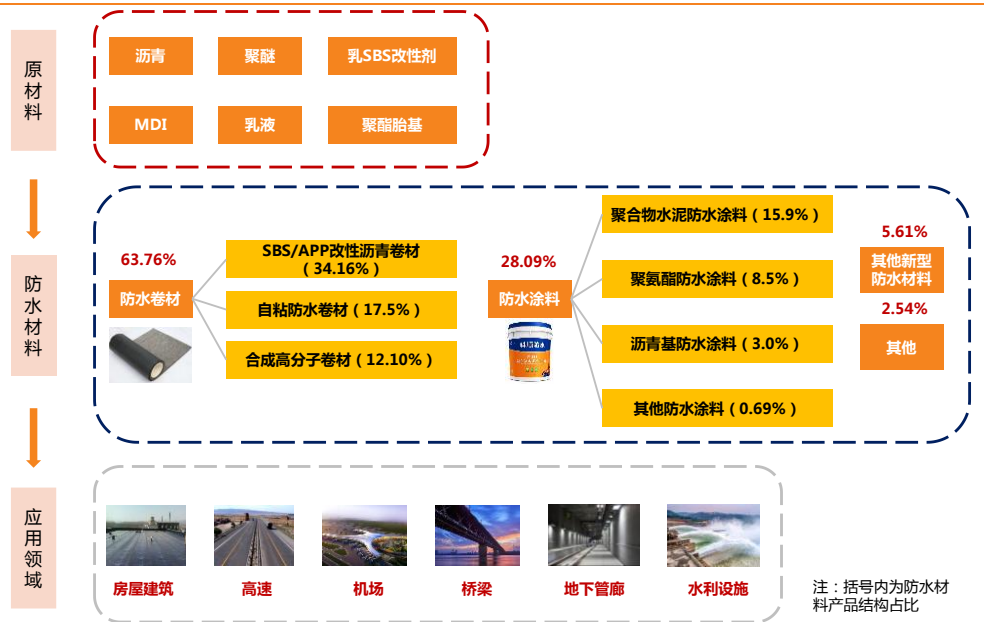 原材料
沥青
聚醚
乳SBS改性剂
MDI
乳液
聚酯胎基
防水材料
63.76%
防水卷材
SBS/APP改性沥青卷材
（34.16%）
自粘防水卷材（17.5%）
合成高分子卷材（12.10%）
28.09%
防水涂料
科顺防水
聚合物水泥防水涂料（15.9%）
聚氨酯防水涂料（8.5%）
沥青基防水涂料（3.0%）
其他防水涂料（0.69%）
5.61%
其他新型
防水材料
2.54%
其他
应用领域
房屋建筑
高速
机场
桥梁
地下管廊
水利设施
注：括号内为防水材
料产品结构占比